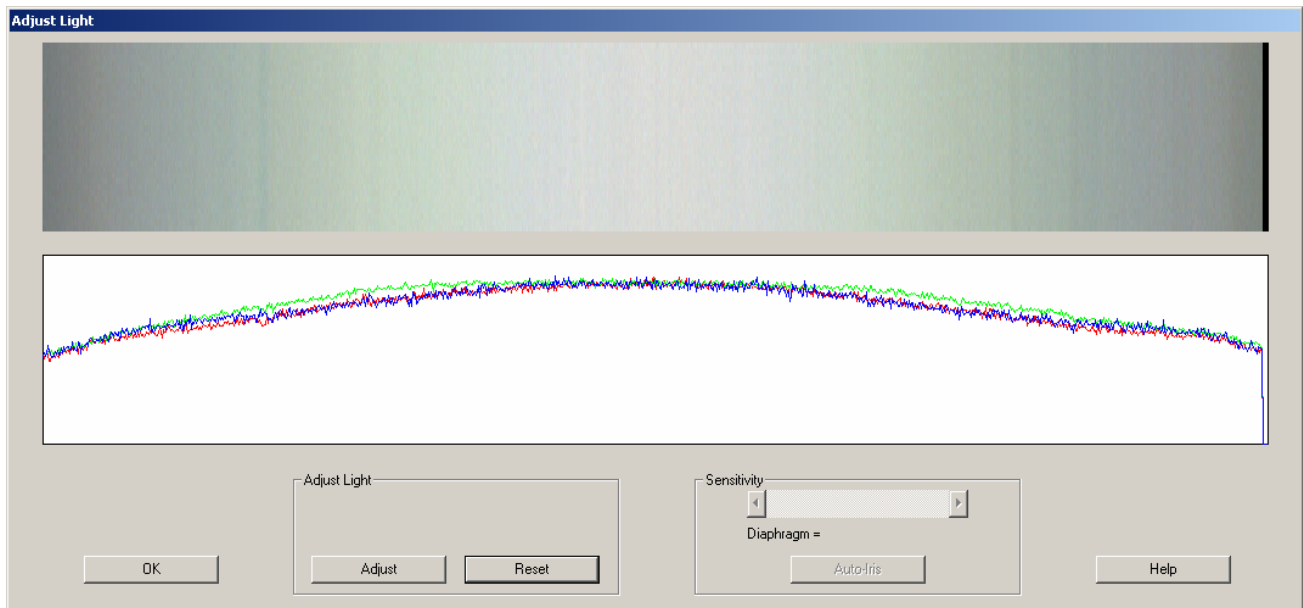 Adjust Light
Adjust Light
Sensitivity
Diaphragm =
OK
Adjust
Reset
Auto-Iris
Help